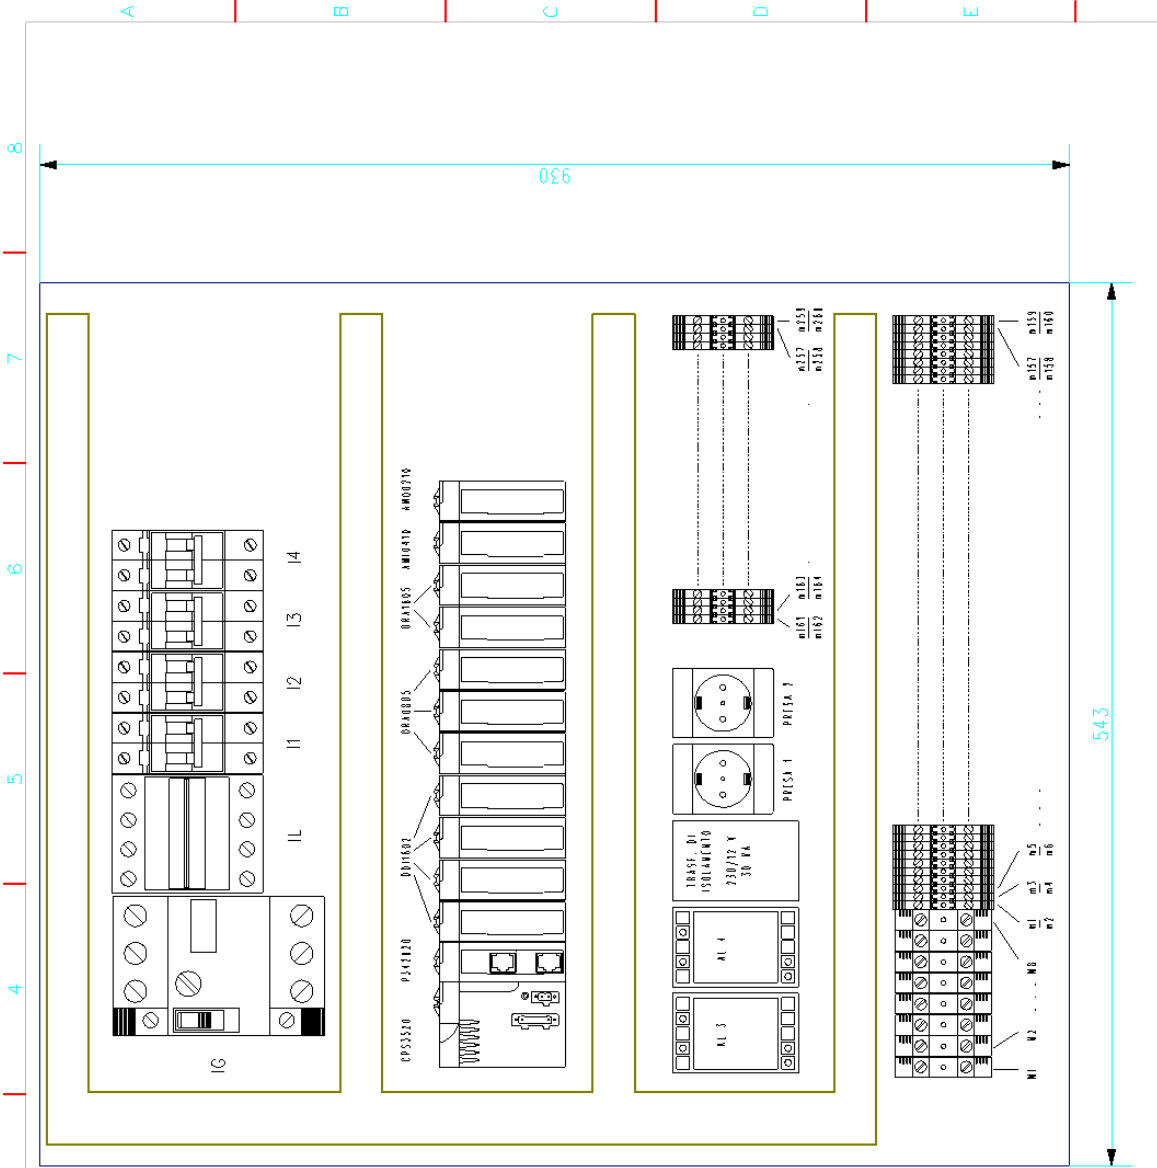 A
B
C
D
E
8
930
7
m259
m260
m257
m258
m159
m160
m157
m158
6
AMO0210
AMI0410
DRA1605
DRA0805
DDI1602
P342020
CPS3520
I4
I3
I2
I1
IL
IG
m163
m164
m161
m162
PRESA 2
PRESA 1
TRASF. DI
ISOLAMENTO
230/12 V
30 VA
AL 4
AL 3
5
543
m5
m6
m3
m4
m1
m2
4
M8
M2
M1